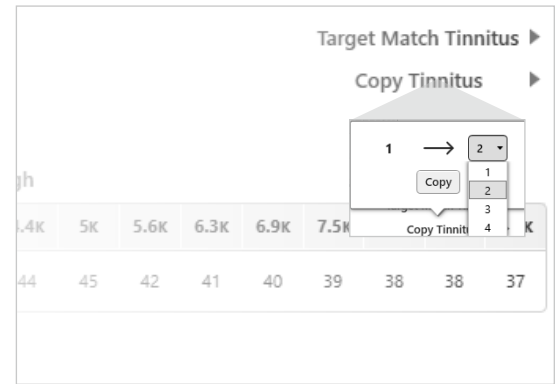 Target Match Tinnitus ▶
Copy Tinnitus ▶
1 → 2
1
Copy 2
3
Copy Tinnit 4
gh
4.4K 5K 5.6K 6.3K 6.9K 7.5K K
44 45 42 41 40 39 38 38 37